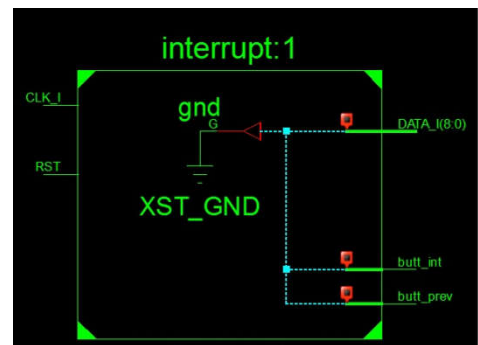 interrupt:1
CLK_I
gnd
G
DATA_I(8:0)
RST
XST_GND
butt_int
butt_prev